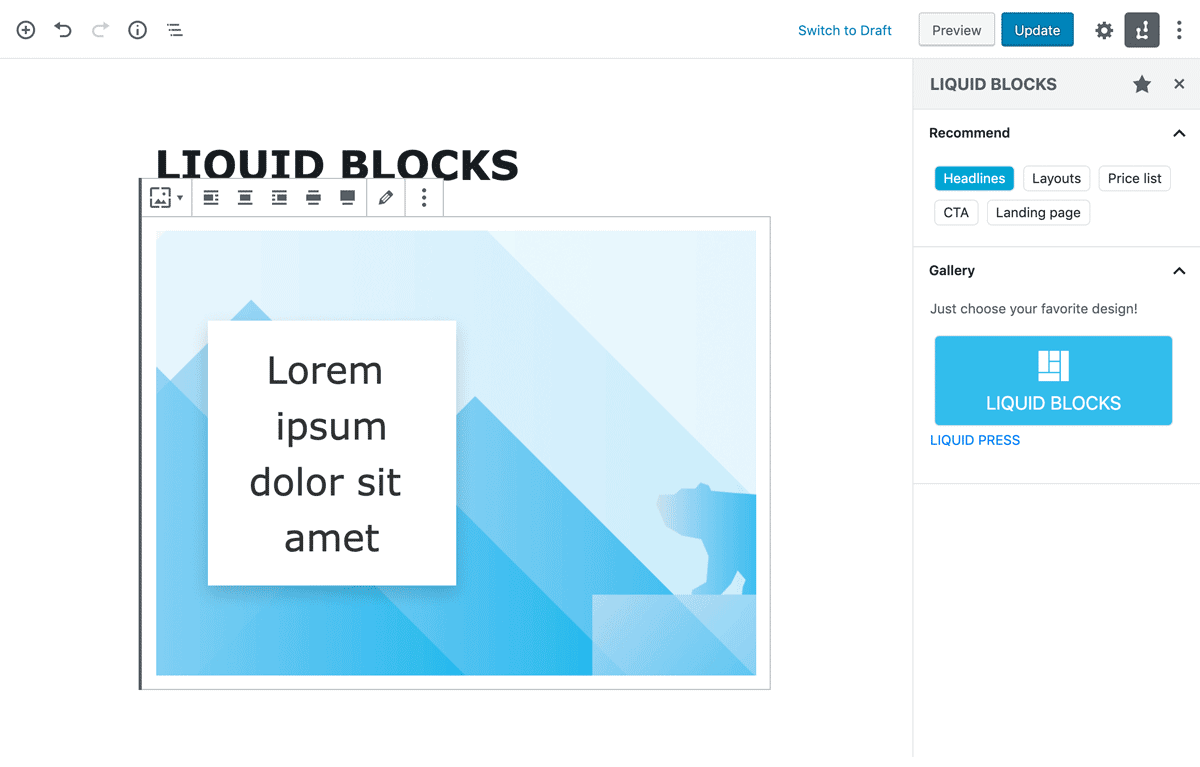 Switch to Draft
Preview
Update
LIQUID BLOCKS
Lorem
ipsum
dolor sit
amet
LIQUID BLOCKS
Recommend
Headlines
Layouts
Price list
CTA
Landing page
Gallery
Just choose your favorite design!
LIQUID BLOCKS
LIQUID PRESS